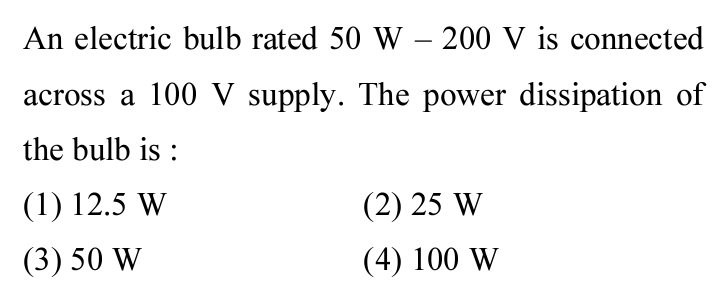 An electric bulb rated 50 W – 200 V is connected
across a 100 V supply. The power dissipation of
the bulb is :
(1) 12.5 W (2) 25 W
(3) 50 W (4) 100 W